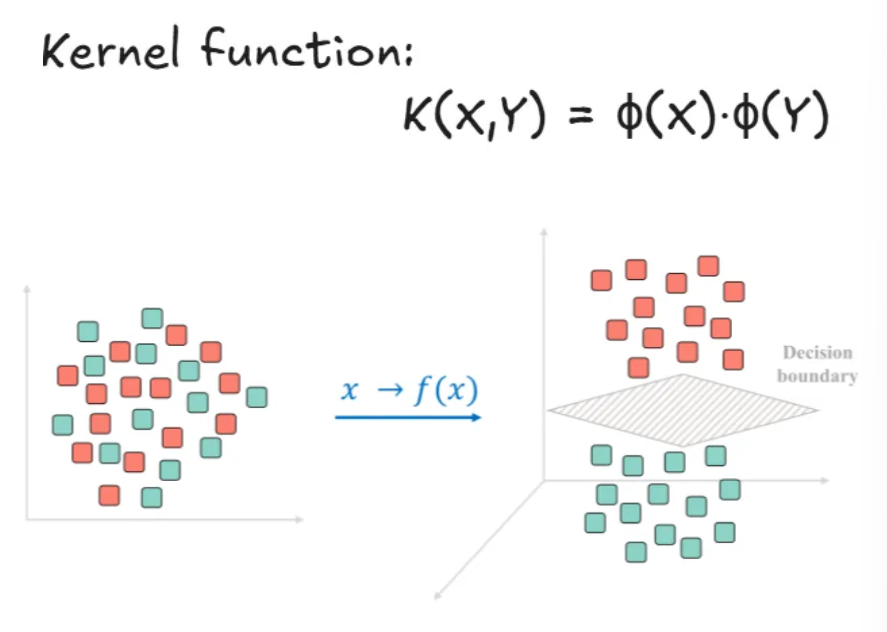 Kernel function:
K(X,Y) = ϕ(X)·ϕ(Y)
x → f(x)
Decision
boundary